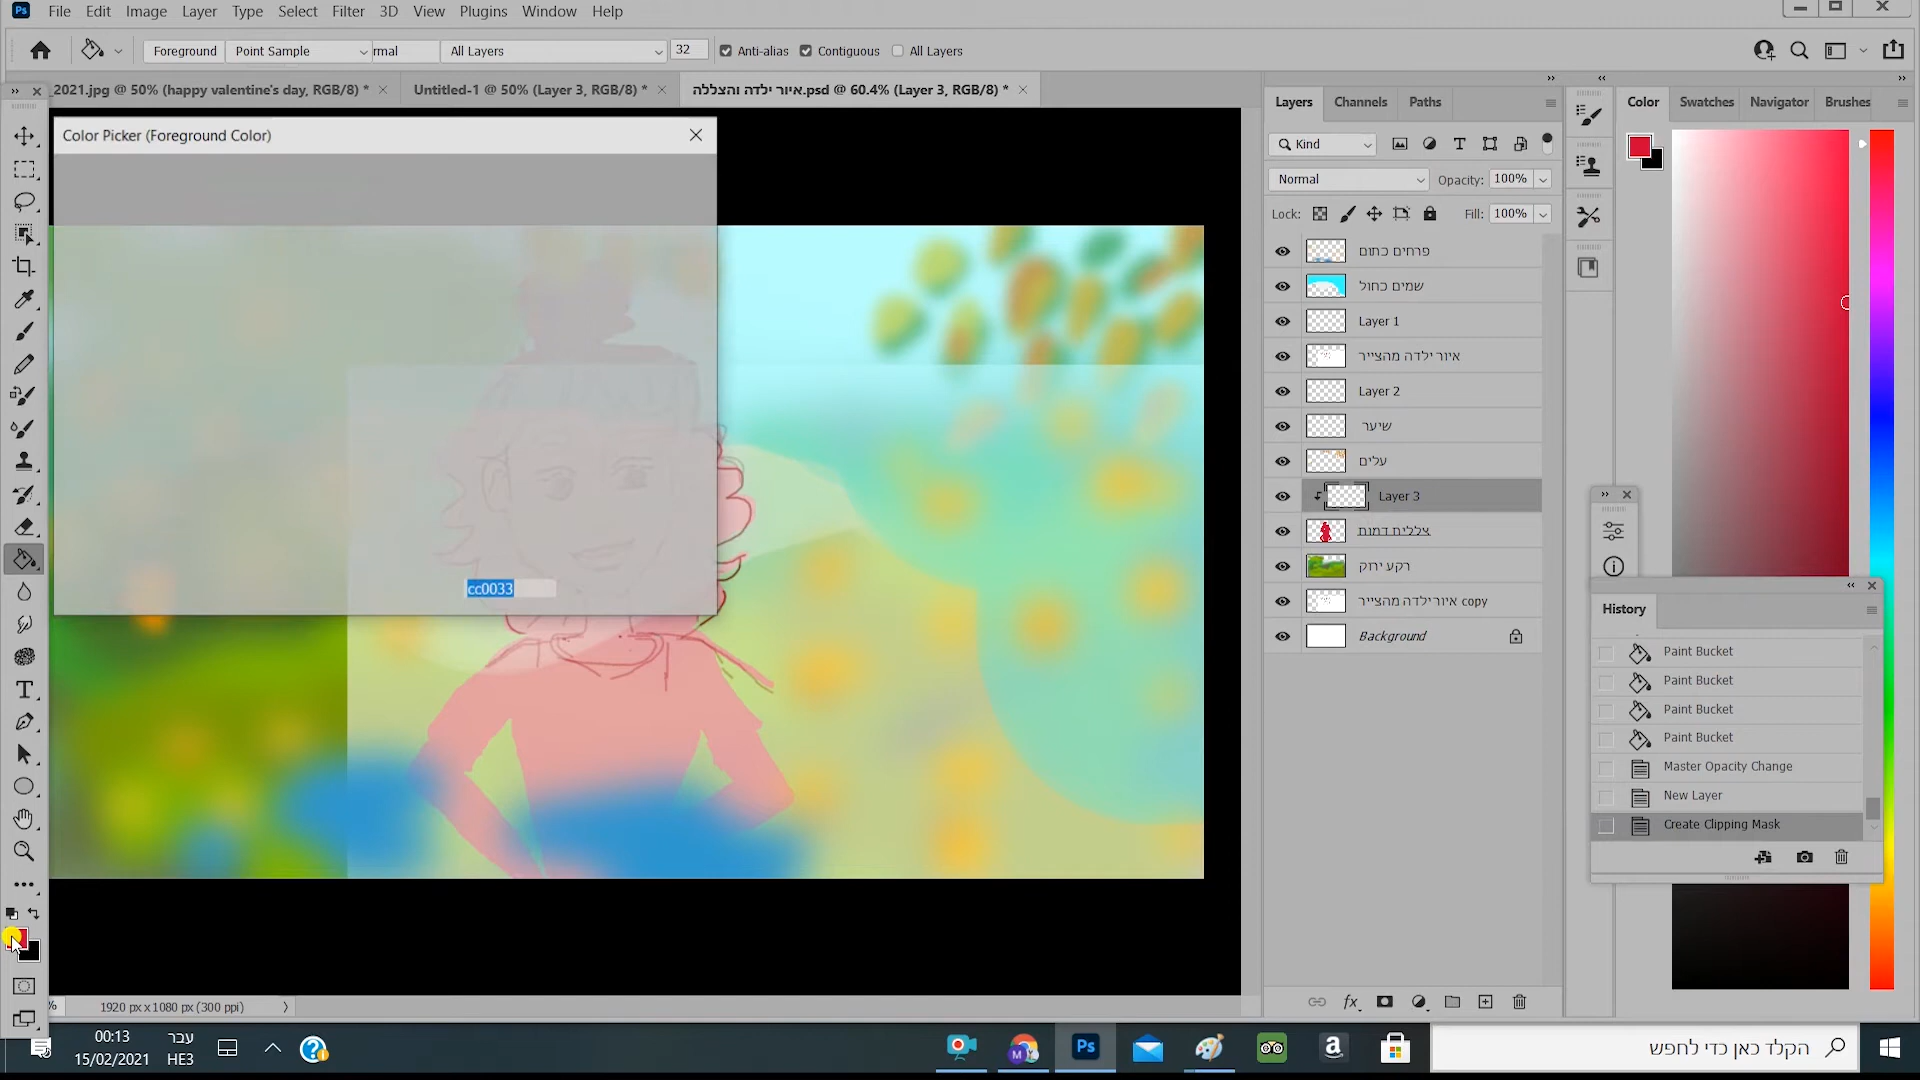 Ps File Edit Image Layer Type Select Filter 3D View Plugins Window Help
Foreground Point Sample rmal All Layers 32 Anti-alias Contiguous All Layers
_2021.jpg @ 50% (happy valentine's day, RGB/8) * Untitled-1 @ 50% (Layer 3, RGB/8) * איור ילדה והצללה.psd @ 60.4% (Layer 3, RGB/8) *
Color Picker (Foreground Color)
cc0033
Layers Channels Paths
Kind
Normal Opacity: 100%
Lock: Fill: 100%
פרחים כתום
שמים כחול
Layer 1
איור ילדה מהצייר
Layer 2
שיער
עלים
Layer 3
צללית דמות
רקע ירוק
איור ילדה מהצייר copy
Background
Color Swatches Navigator Brushes
History
Paint Bucket
Paint Bucket
Paint Bucket
Paint Bucket
Master Opacity Change
New Layer
Create Clipping Mask
% 1920 px x 1080 px (300 ppi)
00:13
15/02/2021
עבר
HE3
M
Ps
a
הקלד כאן כדי לחפש